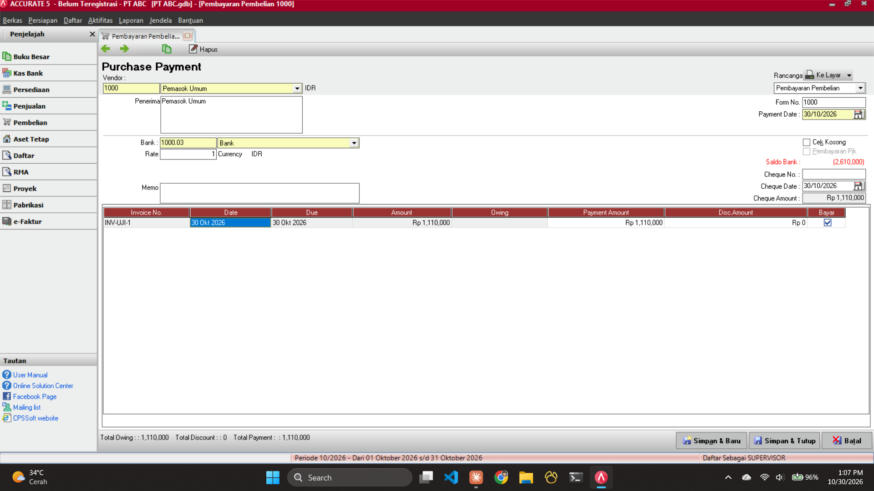 ACCURATE 5 - Belum Teregistrasi - PT ABC [PT ABC.gdb] - [Pembayaran Pembelian 1000]
Berkas Persiapan Daftar Aktifitas Laporan Jendela Bantuan
Penjelajah
Pembayaran Pembelia...
Hapus
Buku Besar
Kas Bank
Persediaan
Penjualan
Pembelian
Aset Tetap
Daftar
RMA
Proyek
Pabrikasi
e-Faktur
Tautan
User Manual
Online Solution Center
Facebook Page
Mailing list
CPSSoft website
Purchase Payment
Vendor :
1000 Pemasok Umum IDR
Penerima Pemasok Umum
Rancanga Ke Layar
Pembayaran Pembelian
Form No. 1000
Payment Date : 30/10/2026
Bank : 1000.03 Bank
Rate 1 Currency IDR
Memo
Cek Kosong
Pembayaran Pih
Saldo Bank : (2,610,000)
Cheque No. :
Cheque Date : 30/10/2026
Cheque Amount : Rp 1,110,000
Invoice No. Date Due Amount Owing Payment Amount Disc.Amount Bayar
INV-UJI-1 30 Okt 2026 30 Okt 2026 Rp 1,110,000 Rp 1,110,000 Rp 0
Total Owing : : 1,110,000 Total Discount : : 0 Total Payment : : 1,110,000
Simpan & Baru Simpan & Tutup Batal
Periode 10/2026 - Dari 01 Oktober 2026 s/d 31 Oktober 2026 Daftar Sebagai SUPERVISOR
34°C
Cerah
Search
96%
1:07 PM
10/30/2026